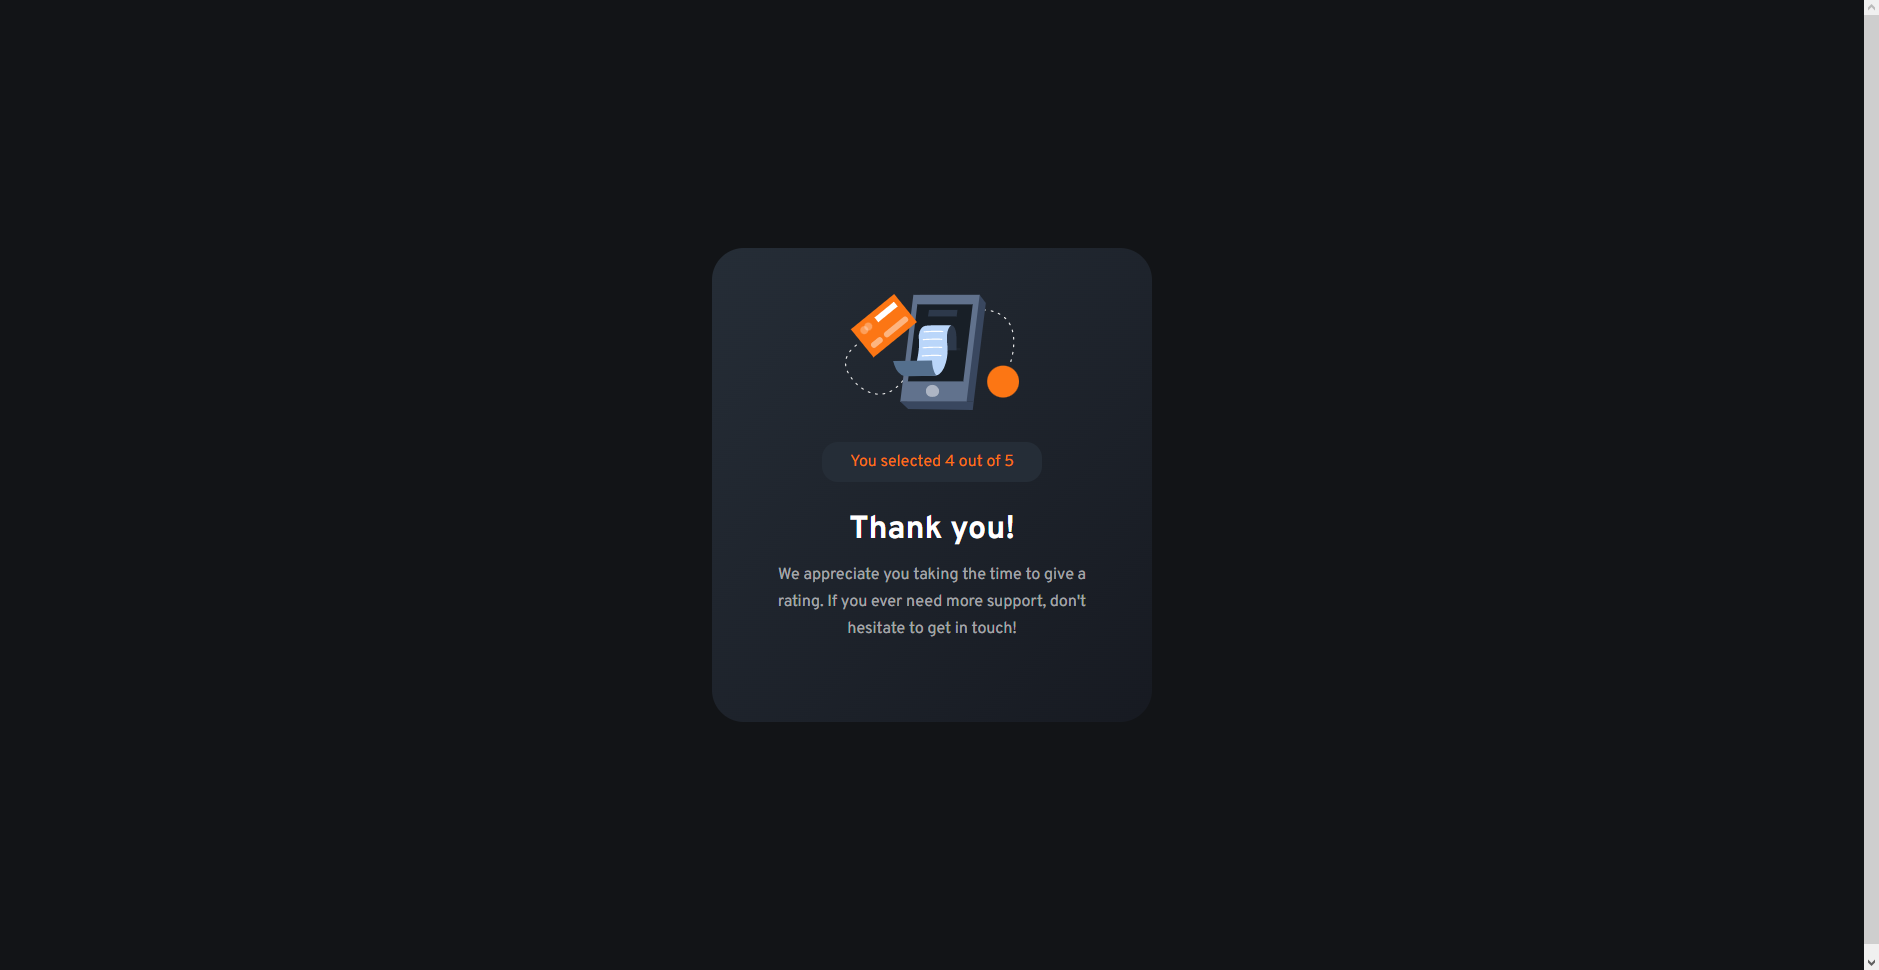 You selected 4 out of 5
Thank you!
We appreciate you taking the time to give a
rating. If you ever need more support, don't
hesitate to get in touch!